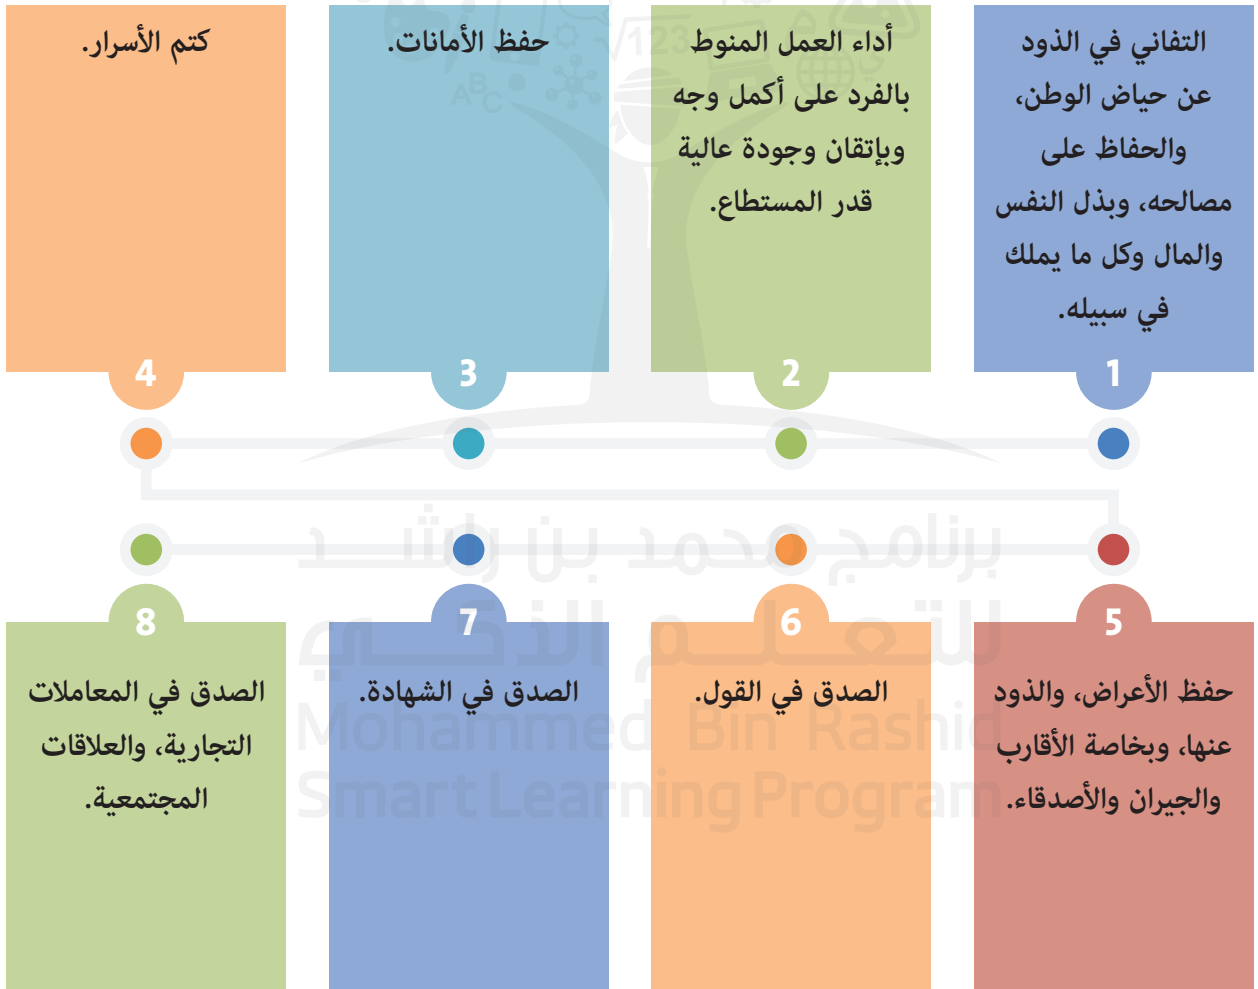 التفاني في الذود
عن حياض الوطن،
والحفاظ على
مصالحه، وبذل النفس
والمال وكل ما يملك
في سبيله.
1
أداء العمل المنوط
بالفرد على أكمل وجه
وبإتقان وجودة عالية
قدر المستطاع.
2
حفظ الأمانات.
3
كتم الأسرار.
4
5
حفظ الأعراض، والذود
عنها، وبخاصة الأقارب
والجيران والأصدقاء.
6
الصدق في القول.
7
الصدق في الشهادة.
8
الصدق في المعاملات
التجارية، والعلاقات
المجتمعية.
برنامج محمد بن راشد
للتعلم الذكي
Mohammed Bin Rashid
Smart Learning Program
√123
ABC